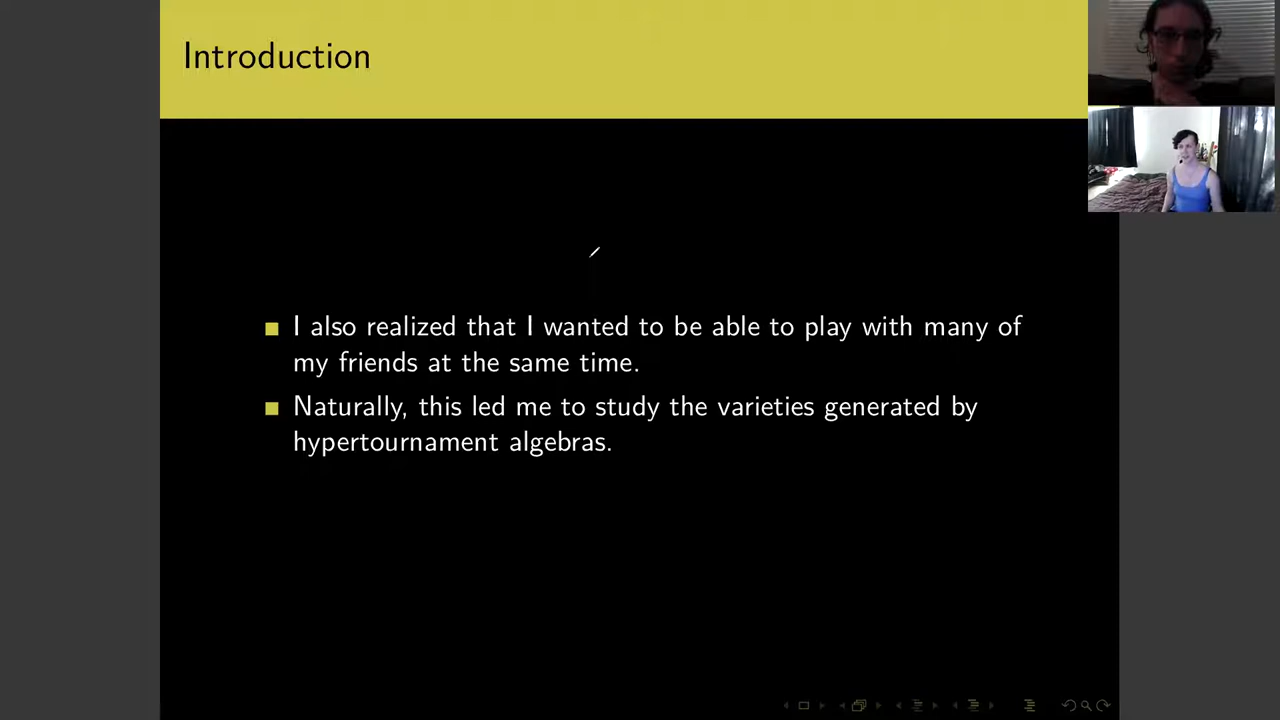 Introduction
I also realized that I wanted to be able to play with many of
my friends at the same time.
Naturally, this led me to study the varieties generated by
hypertournament algebras.